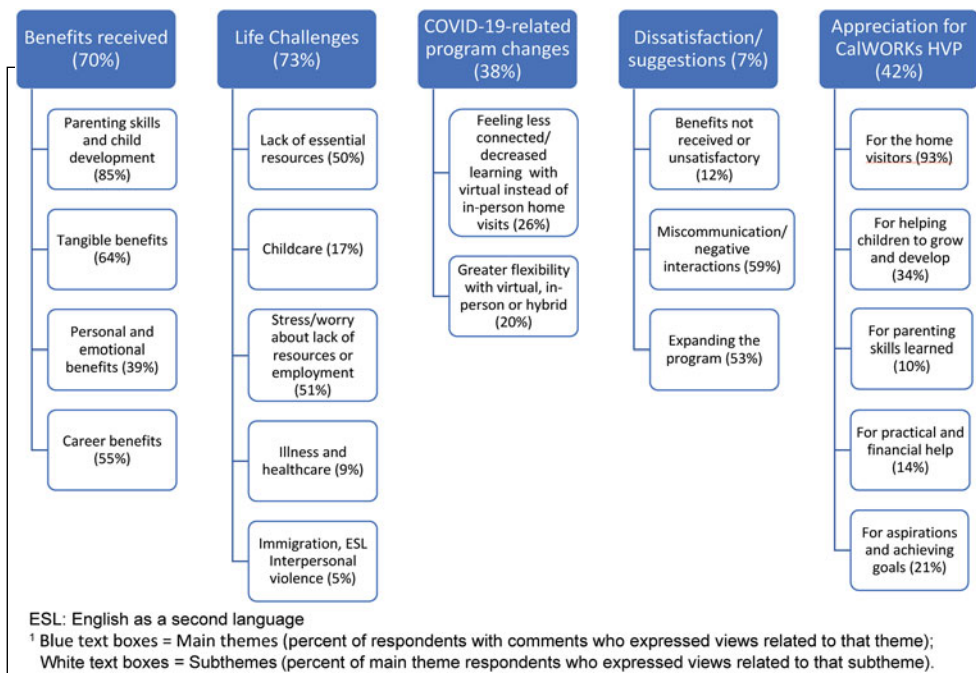 Benefits received
(70%)
Parenting skills
and child
development
(85%)
Tangible benefits
(64%)
Personal and
emotional
benefits (39%)
Career benefits
(55%)
Life Challenges
(73%)
Lack of essential
resources (50%)
Childcare (17%)
Stress/worry
about lack of
resources or
employment
(51%)
Illness and
healthcare (9%)
Immigration, ESL
Interpersonal
violence (5%)
COVID-19-related
program changes
(38%)
Feeling less
connected/
decreased
learning with
virtual instead of
in-person home
visits (26%)
Greater flexibility
with virtual, in-
person or hybrid
(20%)
Dissatisfaction/
suggestions (7%)
Benefits not
received or
unsatisfactory
(12%)
Miscommunication/
negative
interactions (59%)
Expanding the
program (53%)
Appreciation for
CalWORKs HVP
(42%)
For the home
visitors (93%)
For helping
children to grow
and develop
(34%)
For parenting
skills learned
(10%)
For practical and
financial help
(14%)
For aspirations
and achieving
goals (21%)
ESL: English as a second language
¹ Blue text boxes = Main themes (percent of respondents with comments who expressed views related to that theme);
White text boxes = Subthemes (percent of main theme respondents who expressed views related to that subtheme).